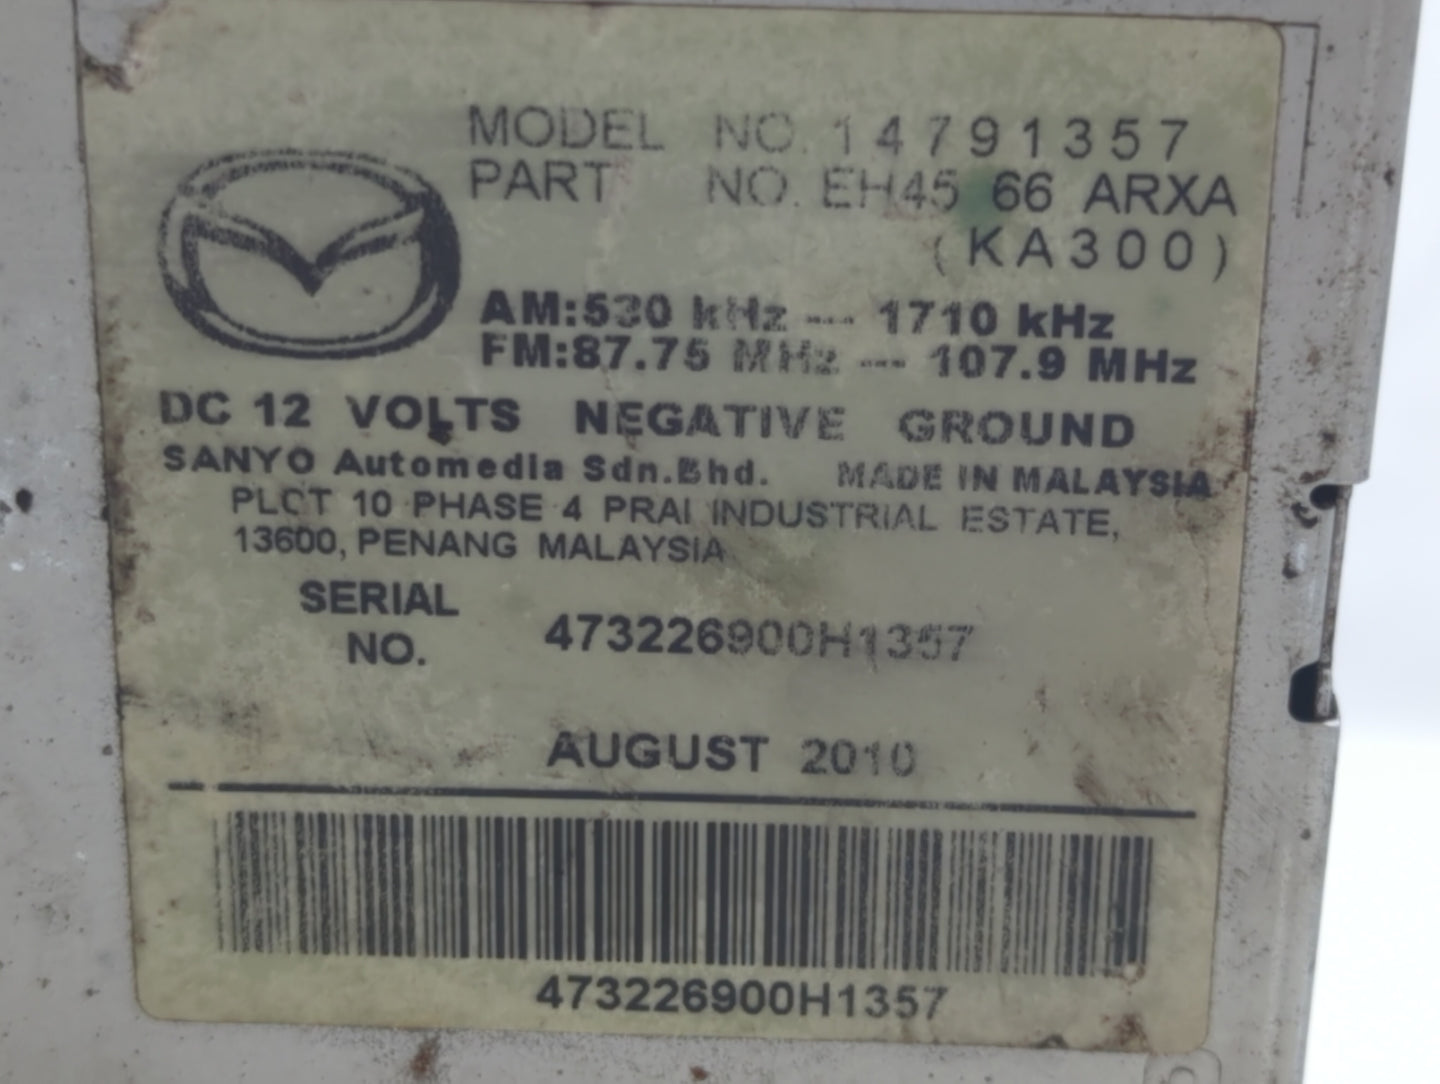 MODEL NO. 14791357
PART NO. EH45 66 ARXA
(KA300)
AM:530 kHz --- 1710 kHz
FM:87.75 MHz --- 107.9 MHz
DC 12 VOLTS NEGATIVE GROUND
SANYO Automedia Sdn.Bhd. MADE IN MALAYSIA
PLOT 10 PHASE 4 PRAI INDUSTRIAL ESTATE,
13600, PENANG MALAYSIA
SERIAL NO. 473226900H1357
AUGUST 2010
473226900H1357